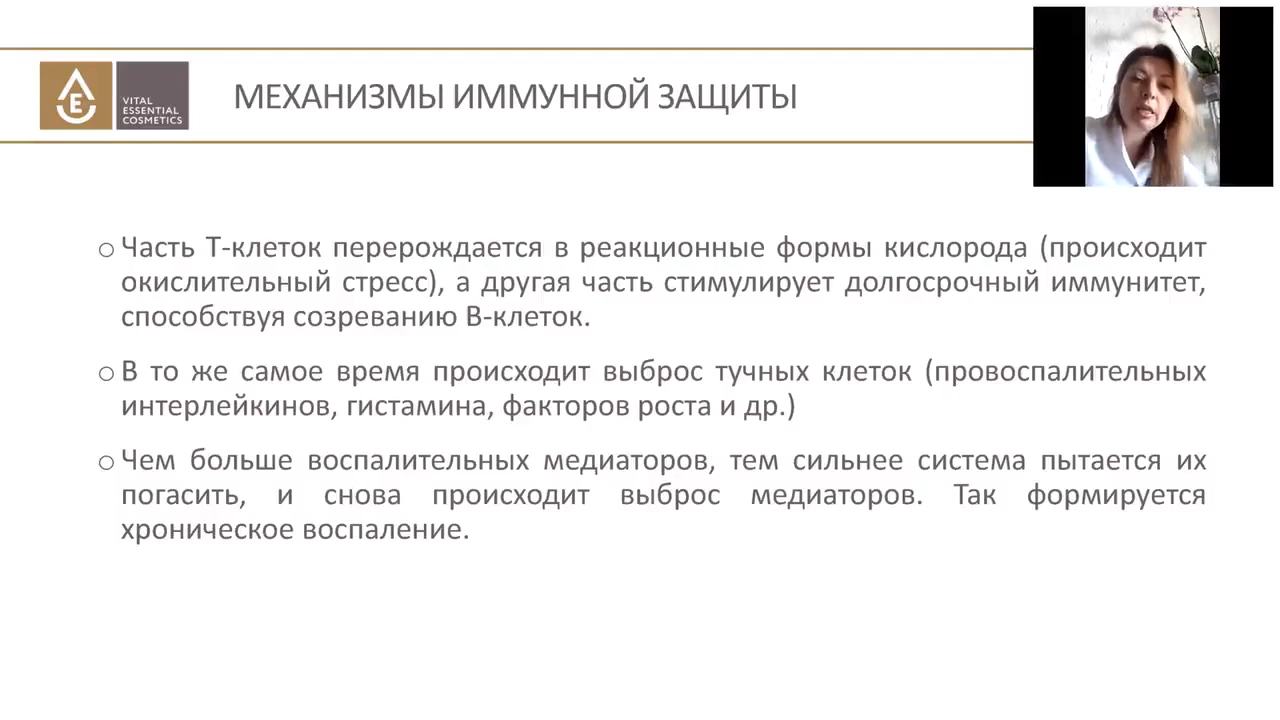 VITAL
ESSENTIAL
COSMETICS
МЕХАНИЗМЫ ИММУННОЙ ЗАЩИТЫ
Часть Т-клеток перерождается в реакционные формы кислорода (происходит
окислительный стресс), а другая часть стимулирует долгосрочный иммунитет,
способствуя созреванию В-клеток.
В то же самое время происходит выброс тучных клеток (провоспалительных
интерлейкинов, гистамина, факторов роста и др.)
Чем больше воспалительных медиаторов, тем сильнее система пытается их
погасить, и снова происходит выброс медиаторов. Так формируется
хроническое воспаление.